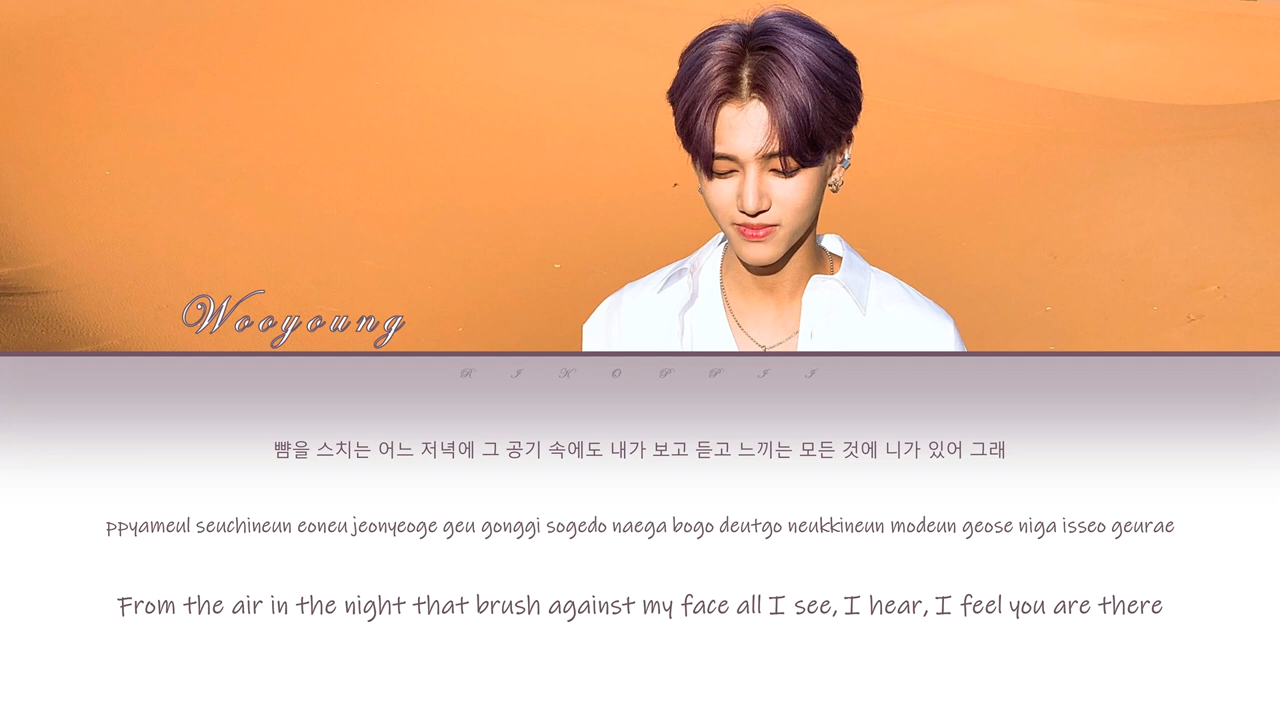 Wooyoung
R I K O P P I I
뺨을 스치는 어느 저녁에 그 공기 속에도 내가 보고 듣고 느끼는 모든 것에 니가 있어 그래
ppyameul seuchineun eoneu jeonyeoge geu gonggi sogedo naega bogo deutgo neukkineun modeun geose niga isseo geurae
From the air in the night that brush against my face all I see, I hear, I feel you are there